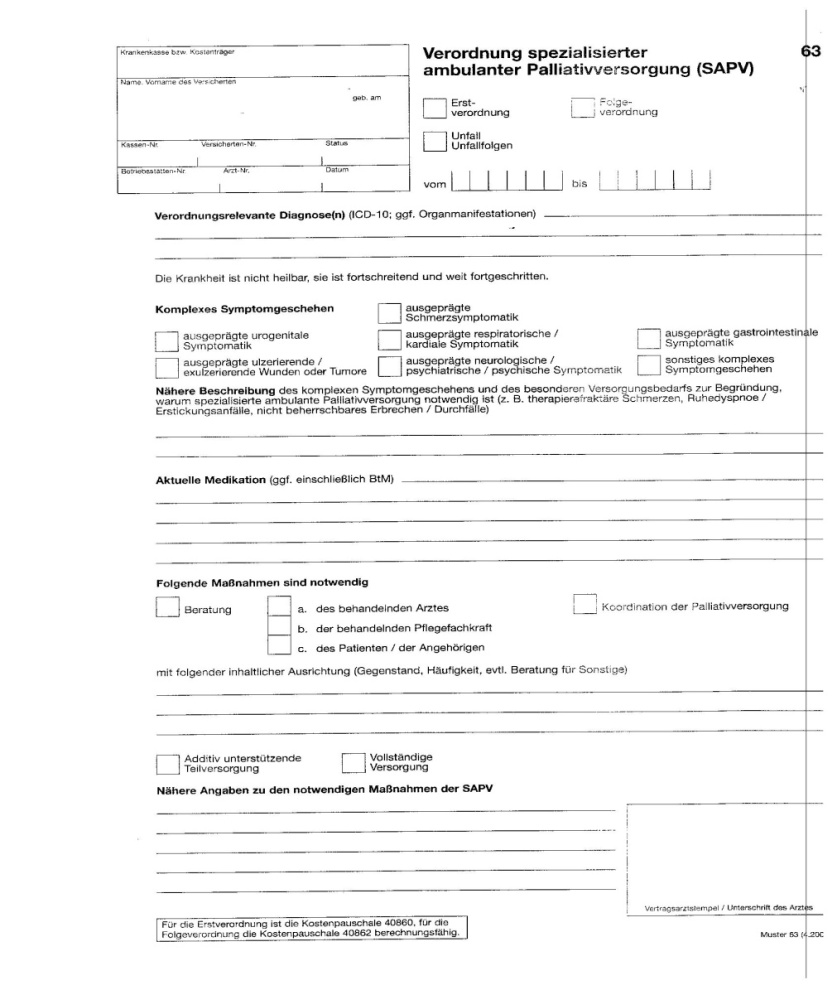 Krankenkasse bzw. Kostenträger
Name, Vorname des Versicherten
geb. am
Kassen-Nr. Versicherten-Nr. Status
Betriebsstätten-Nr. Arzt-Nr. Datum
Verordnung spezialisierter
ambulanter Palliativversorgung (SAPV)
63
Erst-
verordnung
Folge-
verordnung
Unfall
Unfallfolgen
vom bis
Verordnungsrelevante Diagnose(n) (ICD-10; ggf. Organmanifestationen)
Die Krankheit ist nicht heilbar, sie ist fortschreitend und weit fortgeschritten.
Komplexes Symptomgeschehen
ausgeprägte
Schmerzsymptomatik
ausgeprägte urogenitale
Symptomatik
ausgeprägte respiratorische /
kardiale Symptomatik
ausgeprägte gastrointestinale
Symptomatik
ausgeprägte ulzerierende /
exulzerierende Wunden oder Tumore
ausgeprägte neurologische /
psychiatrische / psychische Symptomatik
sonstiges komplexes
Symptomgeschehen
Nähere Beschreibung des komplexen Symptomgeschehens und des besonderen Versorgungsbedarfs zur Begründung,
warum spezialisierte ambulante Palliativversorgung notwendig ist (z. B. therapierefraktäre Schmerzen, Ruhedyspnoe /
Erstickungsanfälle, nicht beherrschbares Erbrechen / Durchfälle)
Aktuelle Medikation (ggf. einschließlich BtM)
Folgende Maßnahmen sind notwendig
Beratung
a. des behandelnden Arztes
Koordination der Palliativversorgung
b. der behandelnden Pflegefachkraft
c. des Patienten / der Angehörigen
mit folgender inhaltlicher Ausrichtung (Gegenstand, Häufigkeit, evtl. Beratung für Sonstige)
Additiv unterstützende
Teilversorgung
Vollständige
Versorgung
Nähere Angaben zu den notwendigen Maßnahmen der SAPV
Vertragsarztstempel / Unterschrift des Arztes
Für die Erstverordnung ist die Kostenpauschale 40860, für die
Folgeverordnung die Kostenpauschale 40862 berechnungsfähig.
Muster 63 (4.200